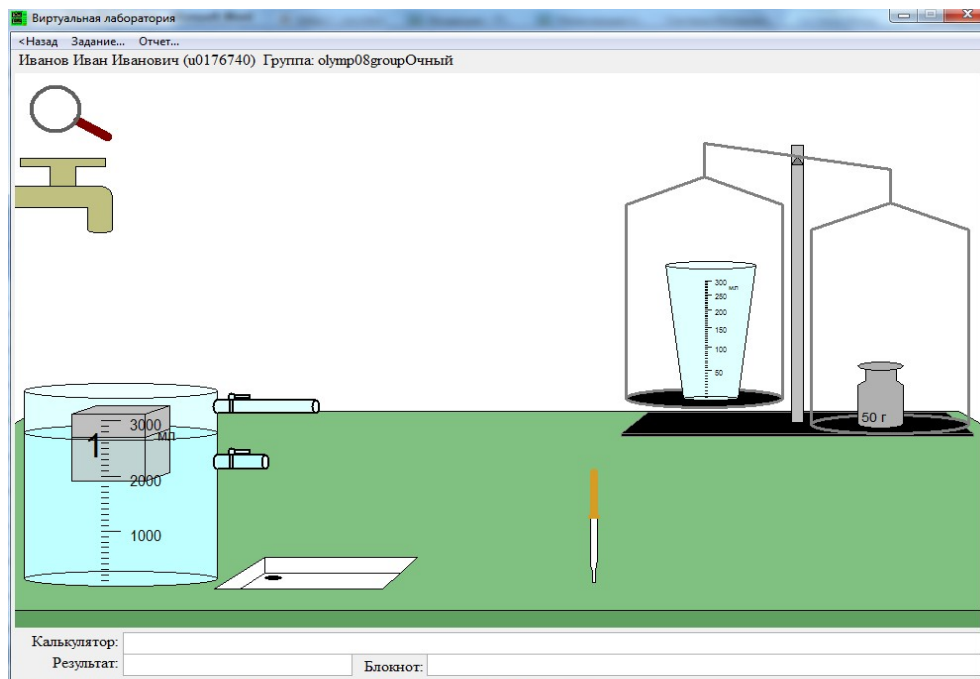 Виртуальная лаборатория
<Назад Задание... Отчет...
Иванов Иван Иванович (u0176740) Группа: olymp08groupОчный
300 мл
250
200
150
100
50
50 г
1
3000
мл
2000
1000
Калькулятор:
Результат: Блокнот: